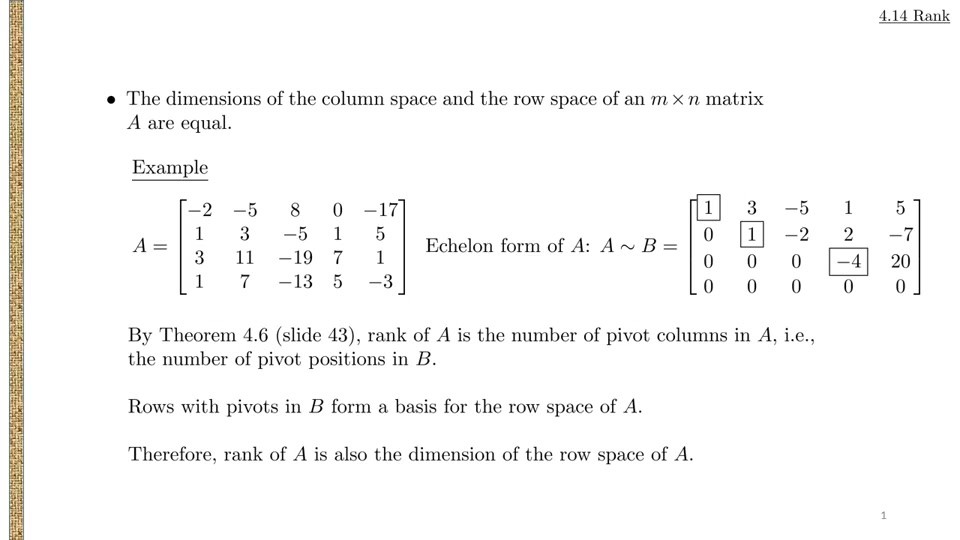 4.14 Rank
• The dimensions of the column space and the row space of an m × n matrix
A are equal.
Example
A = [−2 −5 8 0 −17; 1 3 −5 1 5; 3 11 −19 7 1; 1 7 −13 5 −3] Echelon form of A: A ∼ B = [1 3 −5 1 5; 0 1 −2 2 −7; 0 0 0 −4 20; 0 0 0 0 0]
By Theorem 4.6 (slide 43), rank of A is the number of pivot columns in A, i.e.,
the number of pivot positions in B.
Rows with pivots in B form a basis for the row space of A.
Therefore, rank of A is also the dimension of the row space of A.
1